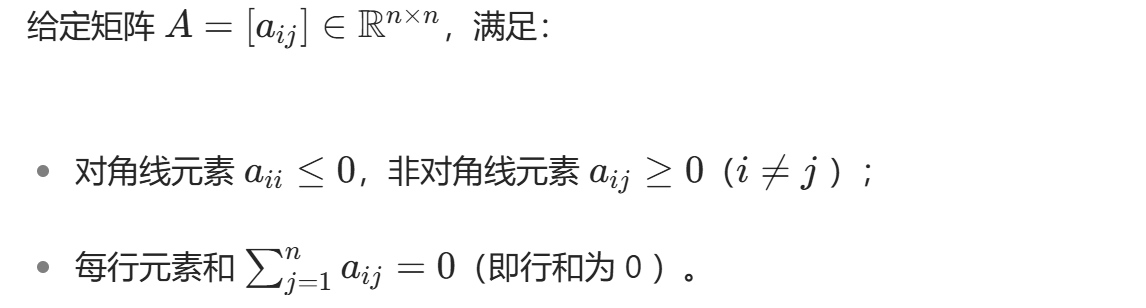 给定矩阵 $A = [a_{ij}] \in \mathbb{R}^{n \times n}$，满足：
• 对角线元素 $a_{ii} \leq 0$，非对角线元素 $a_{ij} \geq 0$（$i \neq j$）；
• 每行元素和 $\sum_{j=1}^{n} a_{ij} = 0$（即行和为 0）。